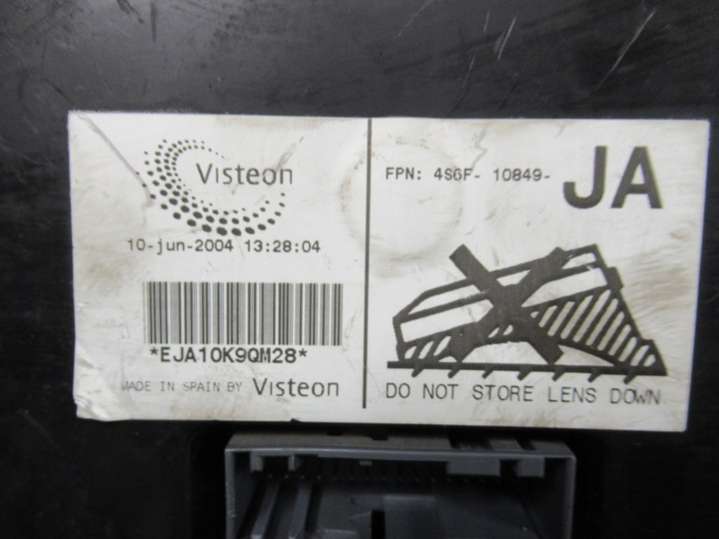 Visteon
10-jun-2004 13:28:04
*EJA10K9QM28*
MADE IN SPAIN BY Visteon
FPN: 4S6F- 10849- JA
DO NOT STORE LENS DOWN